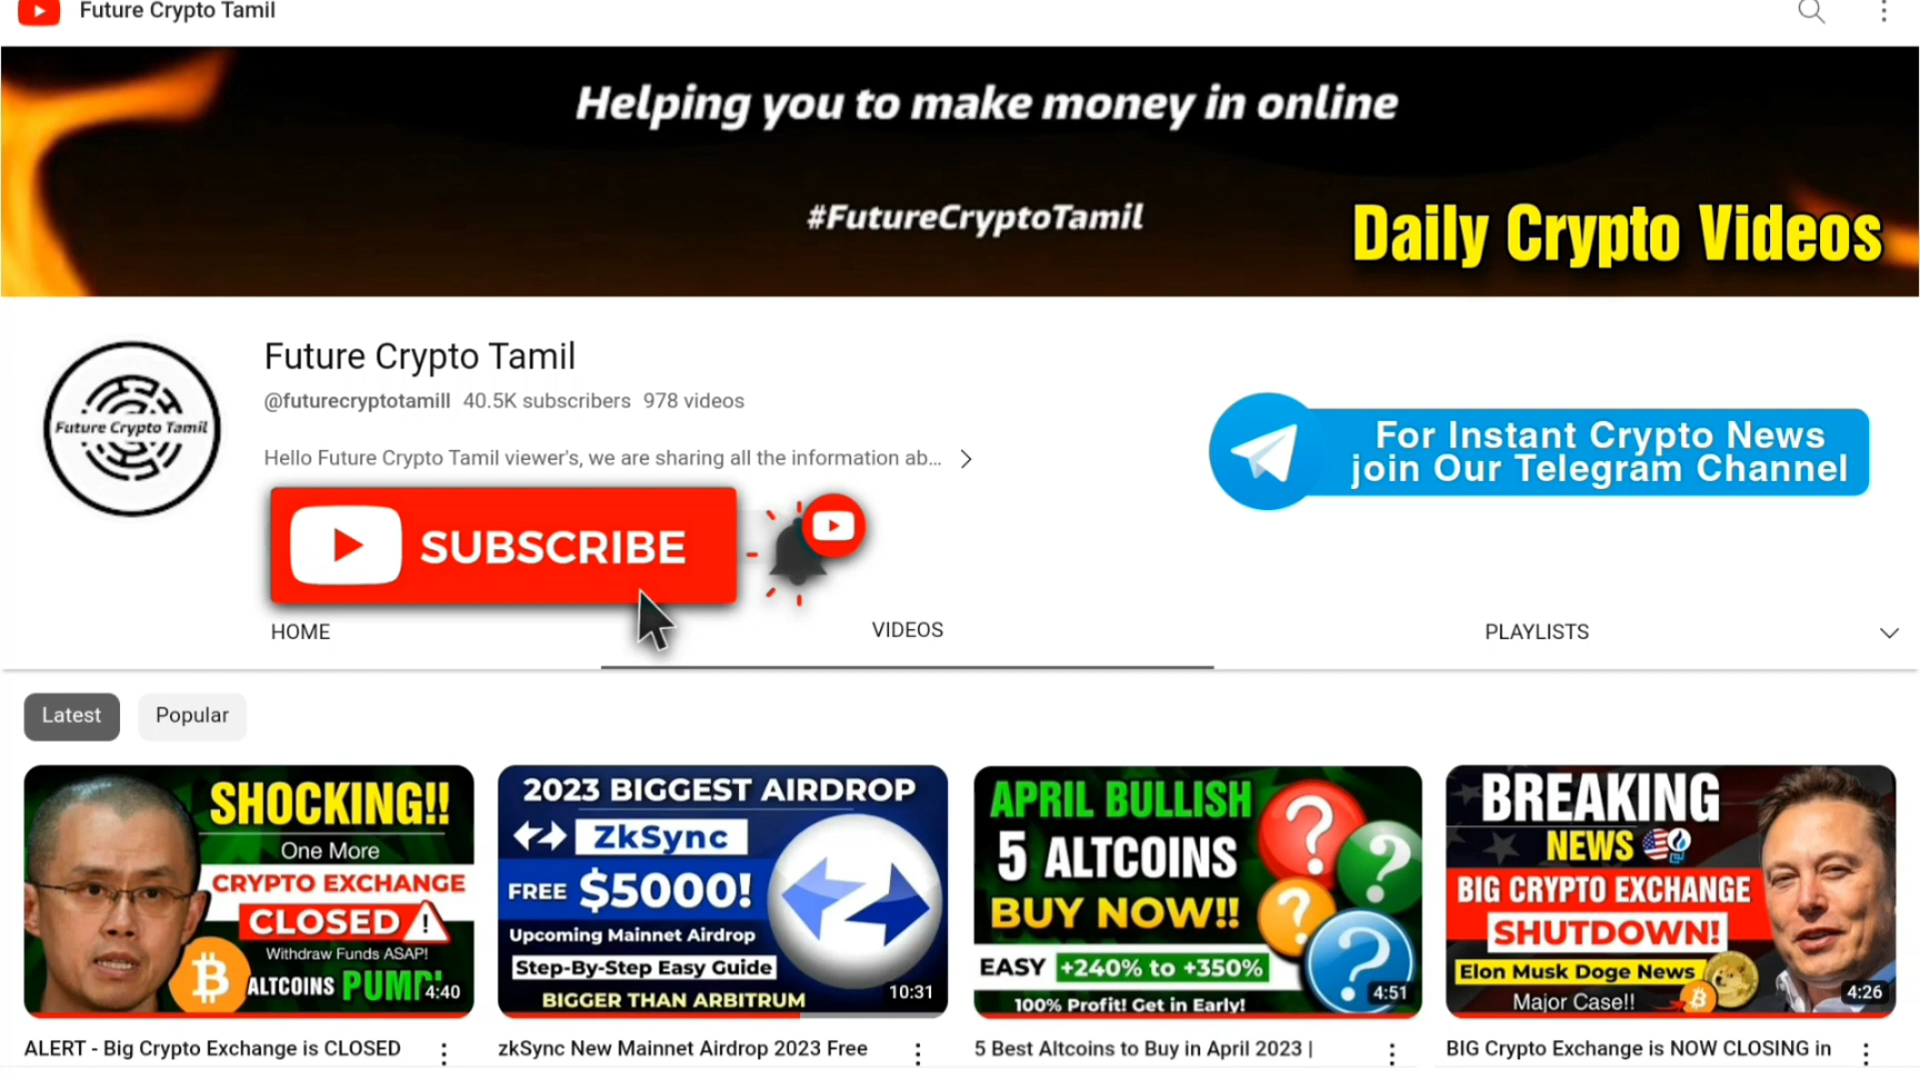 Future Crypto Tamil
Helping you to make money in online
#FutureCryptoTamil
Daily Crypto Videos
Future Crypto Tamil
Future Crypto Tamil
@futurecryptotamill 40.5K subscribers 978 videos
Hello Future Crypto Tamil viewer's, we are sharing all the information ab...
For Instant Crypto News
join Our Telegram Channel
SUBSCRIBE
HOME
VIDEOS
PLAYLISTS
Latest
Popular
SHOCKING!!
One More
CRYPTO EXCHANGE
CLOSED
Withdraw Funds ASAP!
ALTCOINS PUMP!
4:40
2023 BIGGEST AIRDROP
ZkSync
FREE $5000!
Upcoming Mainnet Airdrop
Step-By-Step Easy Guide
BIGGER THAN ARBITRUM
10:31
APRIL BULLISH
5 ALTCOINS
BUY NOW!!
EASY +240% to +350%
100% Profit! Get in Early!
4:51
BREAKING
NEWS
BIG CRYPTO EXCHANGE
SHUTDOWN!
Elon Musk Doge News
Major Case!!
4:26
ALERT - Big Crypto Exchange is CLOSED
zkSync New Mainnet Airdrop 2023 Free
5 Best Altcoins to Buy in April 2023 |
BIG Crypto Exchange is NOW CLOSING in